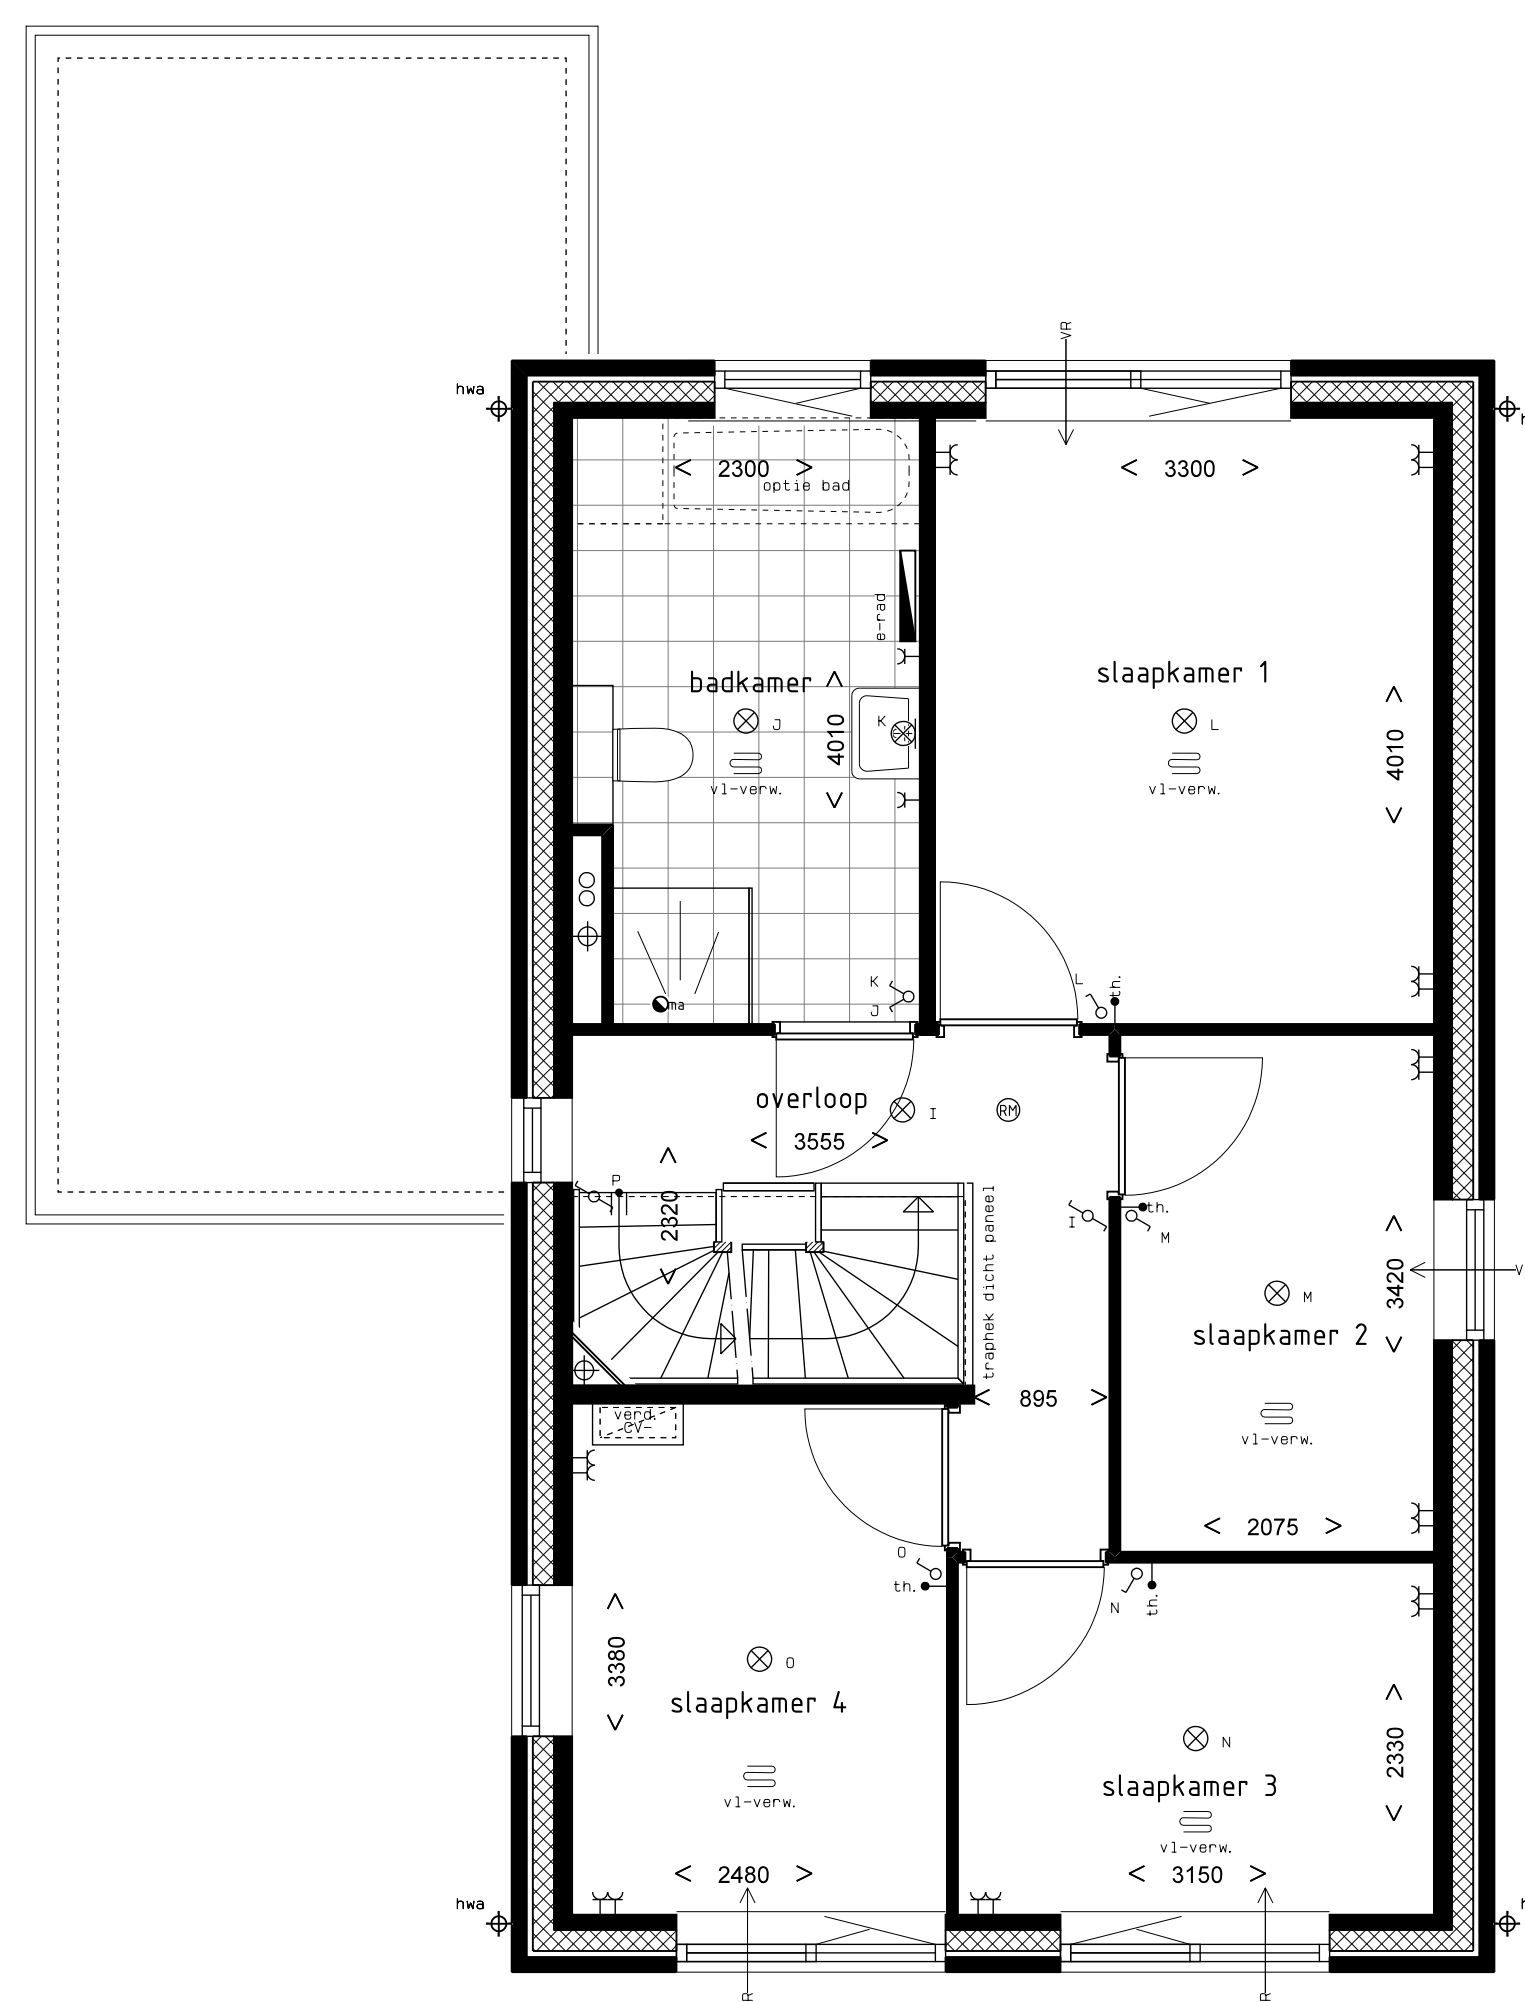 VR
hwa
h
2300
optie bad
3300
e-rad
badkamer
slaapkamer 1
J
K
L
4010
4010
vl-verw.
vl-verw.
ma
K
J
L
th.
overloop
I
RM
3555
P
2320
traphek dicht paneel
I
th.
M
V
3420
M
slaapkamer 2
895
verd.
CV-
vl-verw.
2075
O
th.
N
th.
3380
O
slaapkamer 4
N
2330
slaapkamer 3
vl-verw.
vl-verw.
2480
3150
hwa
h
R
R